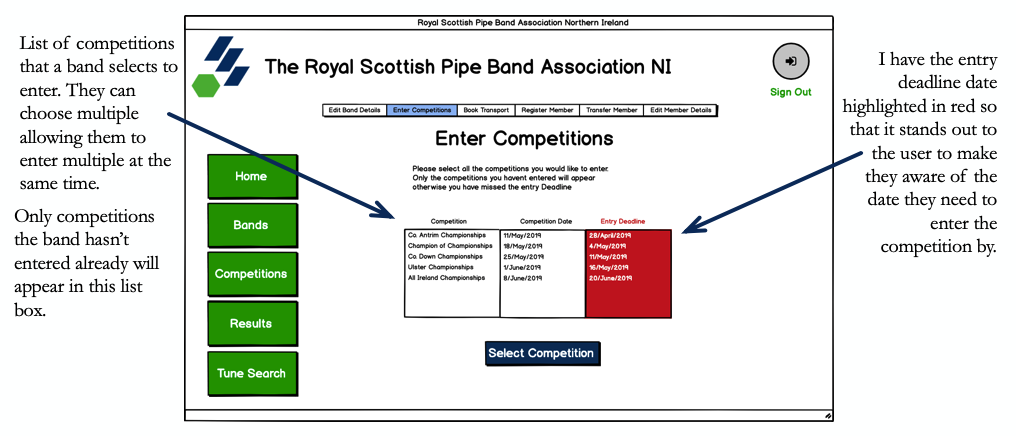 Royal Scottish Pipe Band Association Northern Ireland
List of competitions
that a band selects to
enter. They can
choose multiple
allowing them to
enter multiple at the
same time.
Only competitions
the band hasn't
entered already will
appear in this list
box.
The Royal Scottish Pipe Band Association NI
Sign Out
Edit Band Details Enter Competitions Book Transport Register Member Transfer Member Edit Member Details
Enter Competitions
Please select all the competitions you would like to enter.
Only the competitions you havent entered will appear
otherwise you have missed the entry Deadline
Home
Bands
Competitions
Results
Tune Search
Competition Competition Date Entry Deadline
Co. Antrim Championships 11/May/2019 28/April/2019
Champion of Championships 18/May/2019 4/May/2019
Co. Down Championships 25/May/2019 11/May/2019
Ulster Championships 1/June/2019 16/May/2019
All Ireland Championships 8/June/2019 20/June/2019
Select Competition
I have the entry
deadline date
highlighted in red so
that it stands out to
the user to make
they aware of the
date they need to
enter the
competition by.